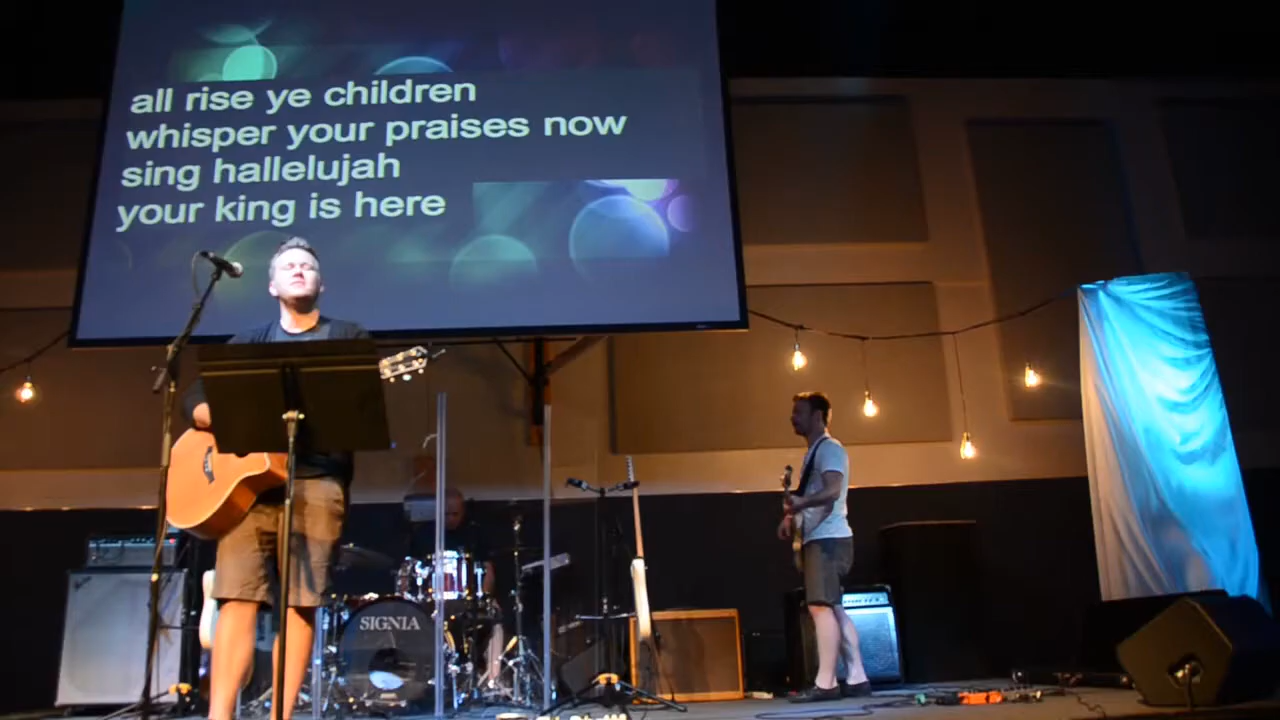 all rise ye children
whisper your praises now
sing hallelujah
your king is here
SIGNIA